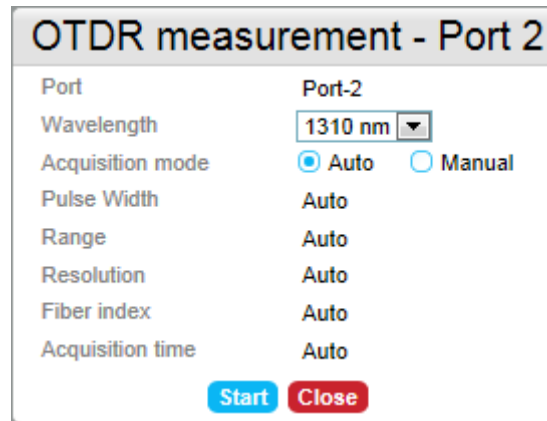 OTDR measurement - Port 2
Port Port-2
Wavelength 1310 nm
Acquisition mode Auto Manual
Pulse Width Auto
Range Auto
Resolution Auto
Fiber index Auto
Acquisition time Auto
Start Close